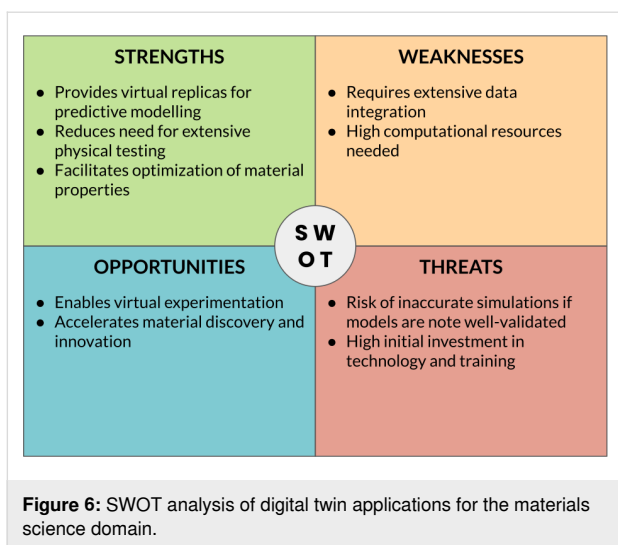 STRENGTHS
● Provides virtual replicas for
predictive modelling
● Reduces need for extensive
physical testing
● Facilitates optimization of material
properties
WEAKNESSES
● Requires extensive data
integration
● High computational resources
needed
S W
O T
OPPORTUNITIES
● Enables virtual experimentation
● Accelerates material discovery and
innovation
THREATS
● Risk of inaccurate simulations if
models are note well-validated
● High initial investment in
technology and training
Figure 6: SWOT analysis of digital twin applications for the materials
science domain.